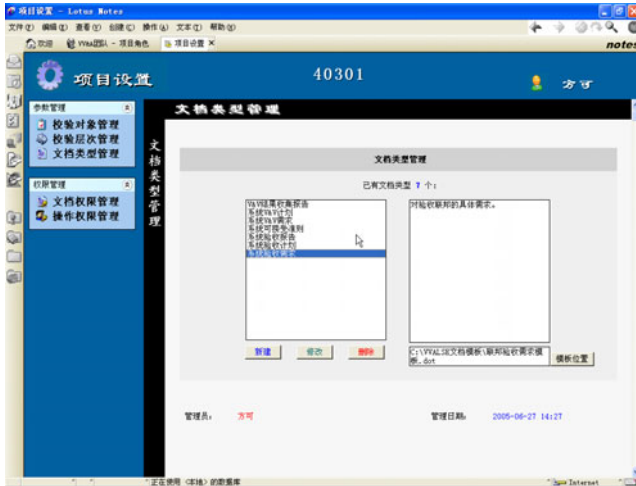 项目设置 - Lotus Notes
文件(F) 编辑(E) 查看(V) 创建(C) 操作(A) 文本(T) 帮助(H)
欢迎 VV&A团队 - 项目角色 项目设置 ×
notes
项目设置 40301 方可
参数管理
校验对象管理
校验层次管理
文档类型管理
权限管理
文档权限管理
操作权限管理
文档类型管理
文档类型管理
文档类型管理
已有文档类型 7 个:
V&V结果收集报告
系统V&V计划
系统V&V需求
系统可接受准则
系统验收报告
系统验收计划
系统验收需求
对验收联邦的具体需求。
新建 修改 删除
C:\VVALSE文档模板\联邦验收需求模
板.dot
模板位置
管理员: 方可 管理日期: 2005-06-27 14:27
正在使用 (本地) 的数据库
Internet